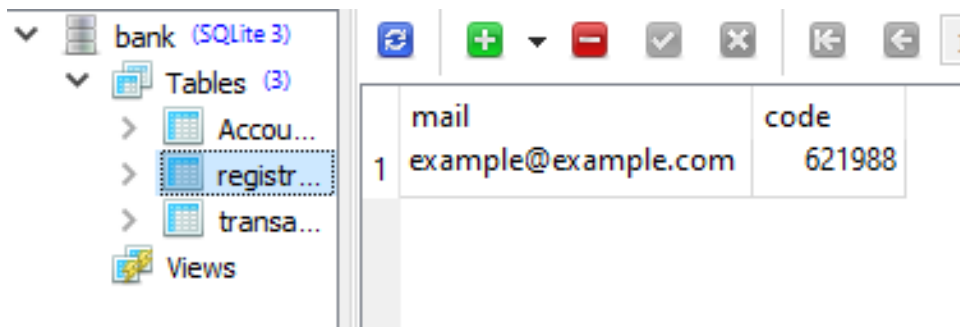 bank (SQLite 3)
Tables (3)
Accou...
registr...
transa...
Views
mail code
1 example@example.com 621988